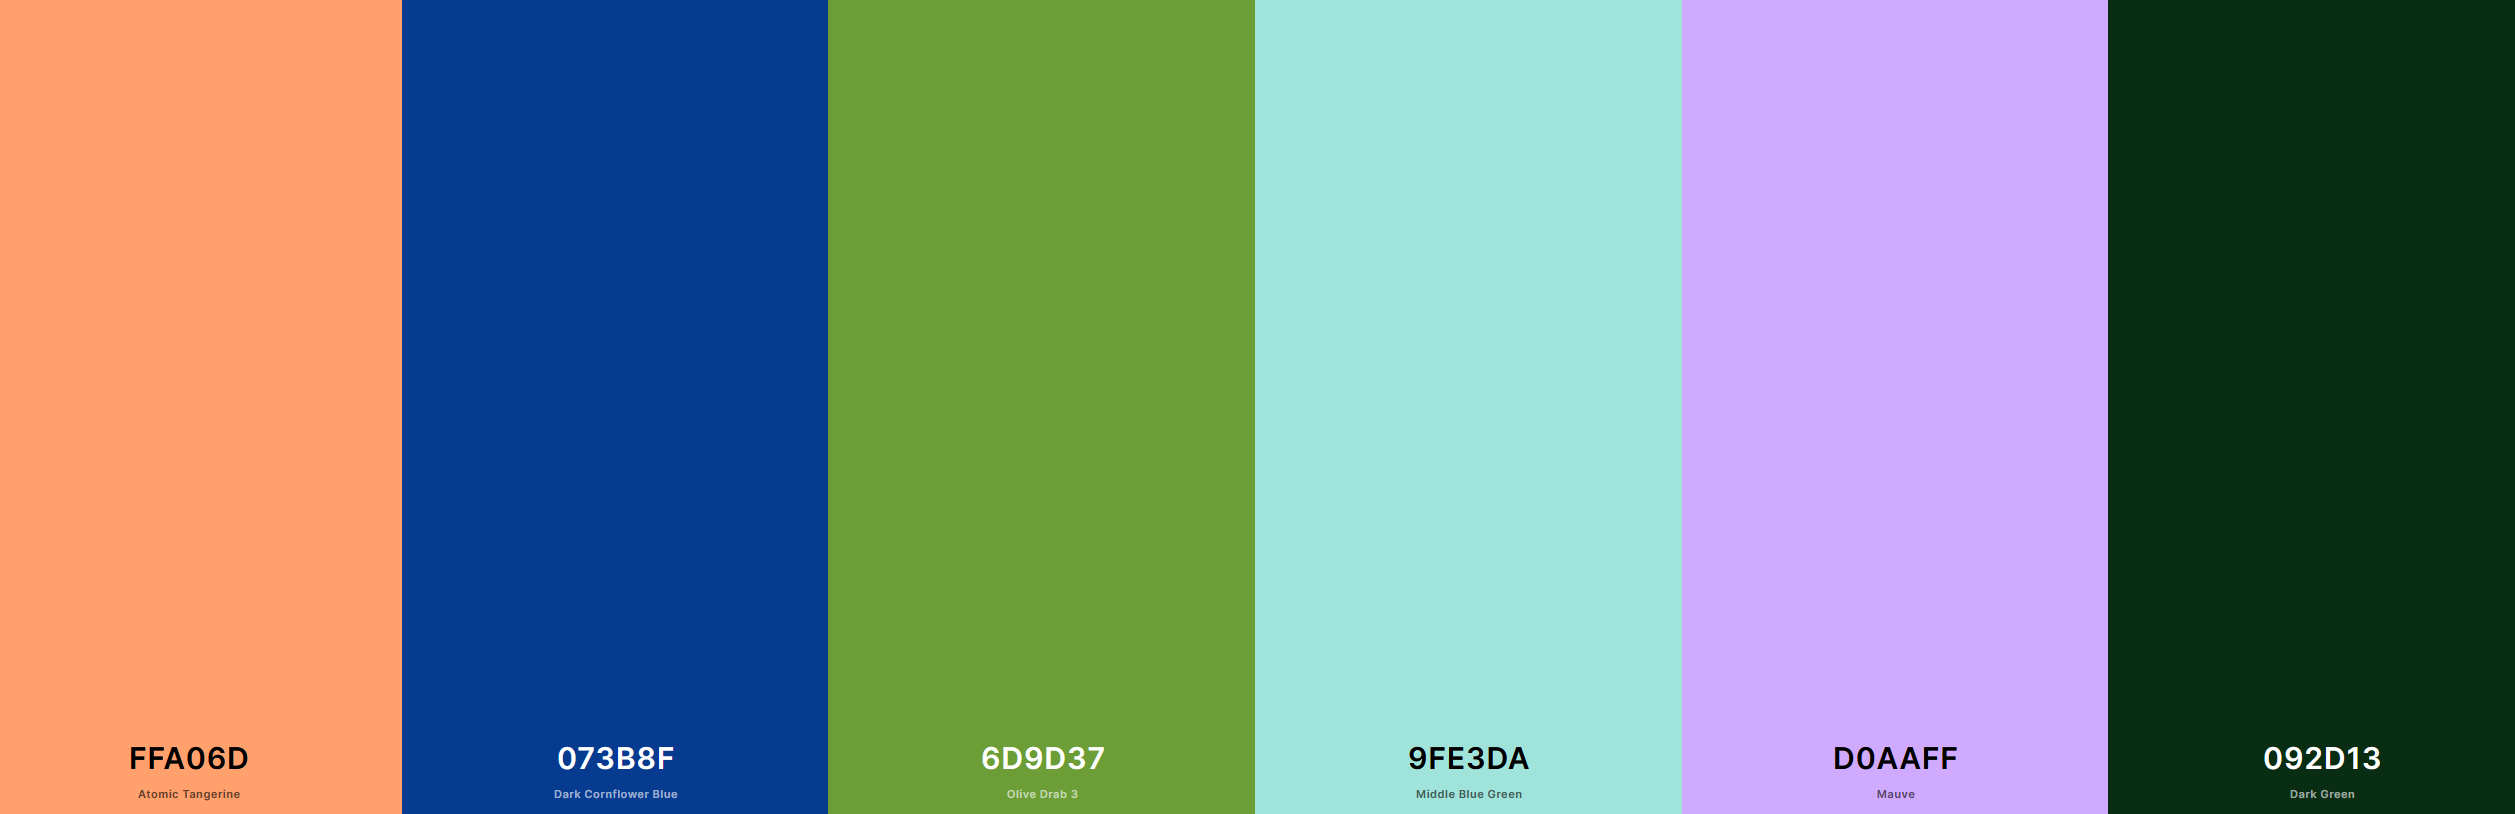 FFA06D
Atomic Tangerine
073B8F
Dark Cornflower Blue
6D9D37
Olive Drab 3
9FE3DA
Middle Blue Green
D0AAFF
Mauve
092D13
Dark Green